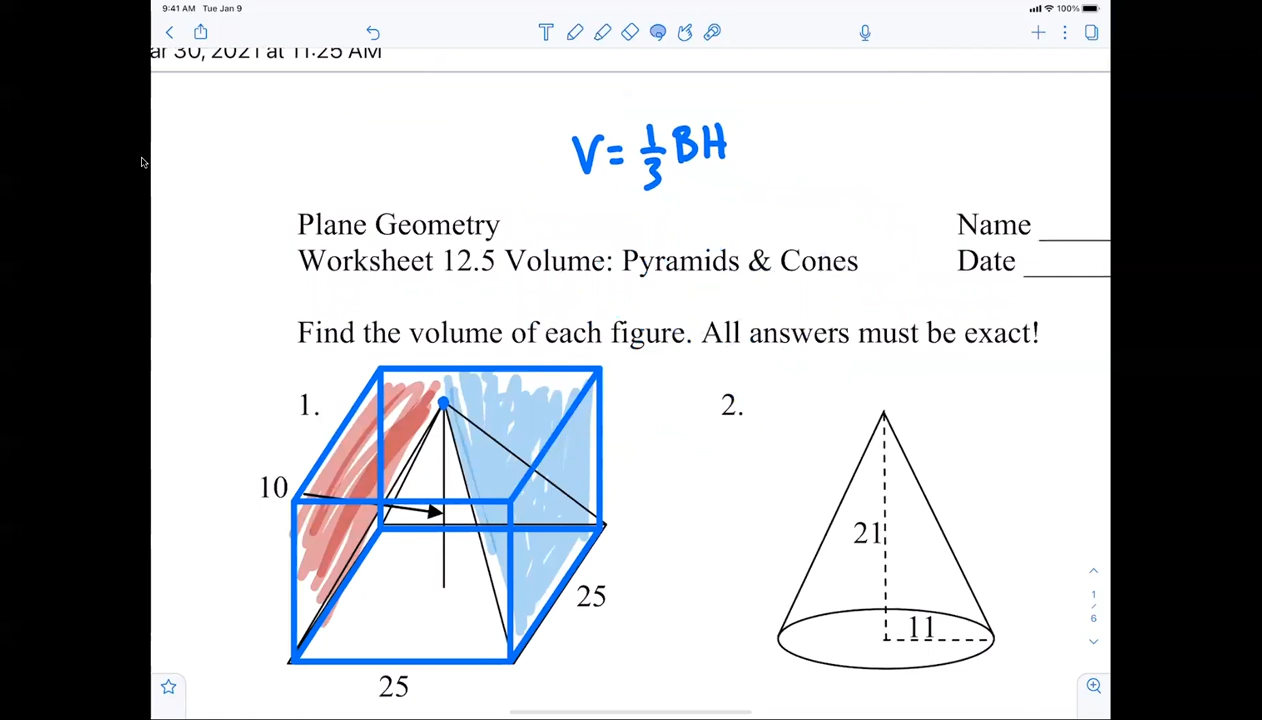 9:41 AM Tue Jan 9
100%
ar 30, 2021 at 11:25 AM
V = 1/3 BH
Plane Geometry
Name
Worksheet 12.5 Volume: Pyramids & Cones
Date
Find the volume of each figure. All answers must be exact!
1.
10
25
25
2.
21
11
1
/
6